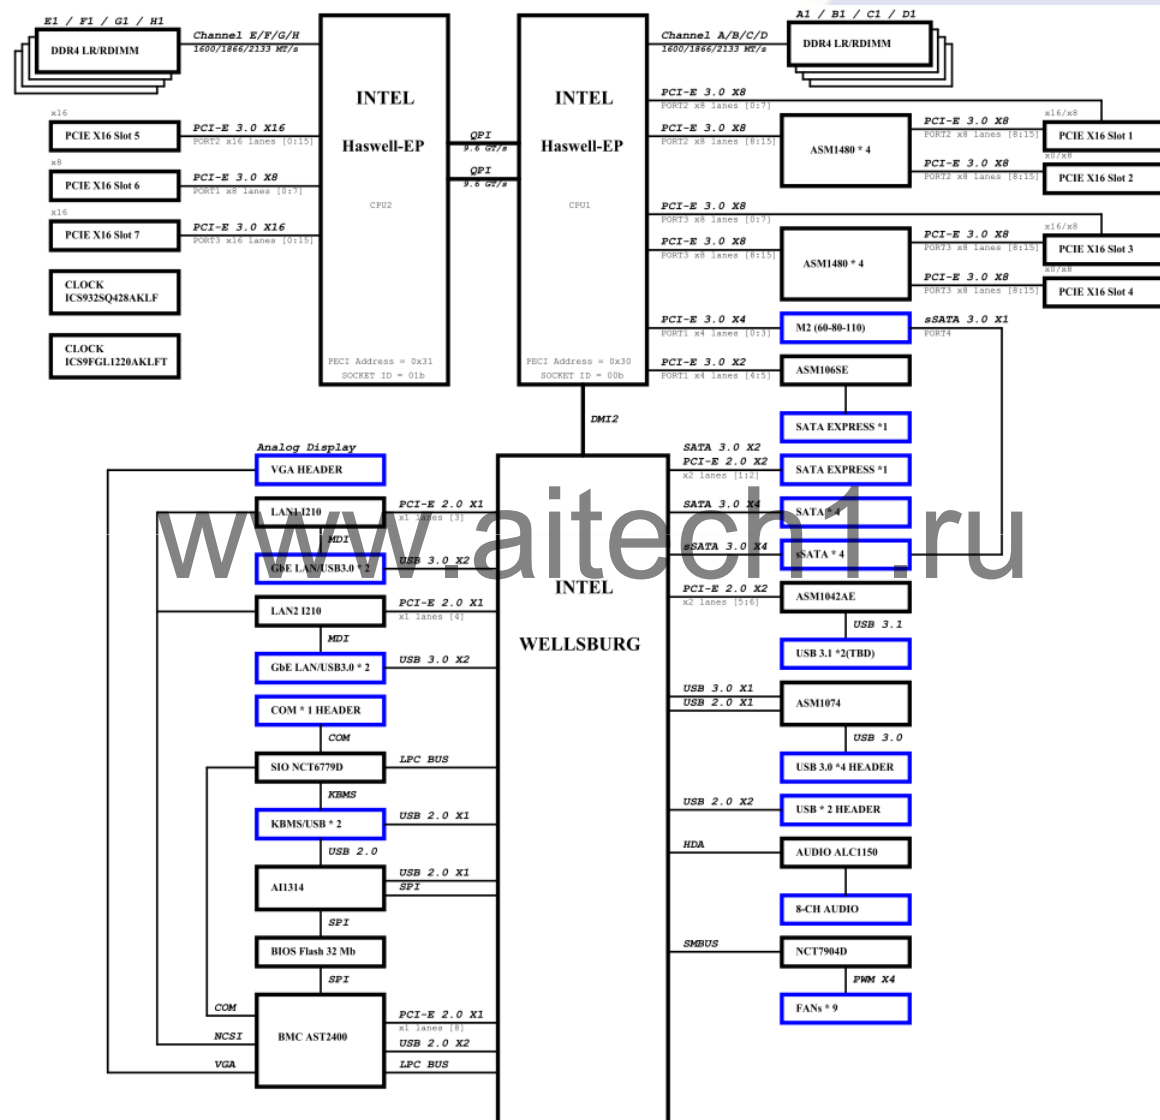 E1 / F1 / G1 / H1
DDR4 LR/RDIMM
Channel E/F/G/H
1600/1866/2133 MT/s
x16
PCIE X16 Slot 5
PCI-E 3.0 X16
PORT2 x16 lanes [0:15]
x8
PCIE X16 Slot 6
PCI-E 3.0 X8
PORT1 x8 lanes [0:7]
x16
PCIE X16 Slot 7
PCI-E 3.0 X16
PORT3 x16 lanes [0:15]
CLOCK
ICS932SQ428AKLF
CLOCK
ICS9FGL1220AKLFT
INTEL
Haswell-EP
CPU2
PECI Address = 0x31
SOCKET ID = 01b
QPI
9.6 GT/s
QPI
9.6 GT/s
INTEL
Haswell-EP
CPU1
PECI Address = 0x30
SOCKET ID = 00b
A1 / B1 / C1 / D1
Channel A/B/C/D
1600/1866/2133 MT/s
DDR4 LR/RDIMM
PCI-E 3.0 X8
PORT2 x8 lanes [0:7]
PCI-E 3.0 X8
PORT2 x8 lanes [8:15]
ASM1480 * 4
PCI-E 3.0 X8
PORT2 x8 lanes [8:15]
x16/x8
PCIE X16 Slot 1
PCI-E 3.0 X8
PORT2 x8 lanes [8:15]
x0/x8
PCIE X16 Slot 2
PCI-E 3.0 X8
PORT3 x8 lanes [0:7]
PCI-E 3.0 X8
PORT3 x8 lanes [8:15]
ASM1480 * 4
PCI-E 3.0 X8
PORT3 x8 lanes [8:15]
x16/x8
PCIE X16 Slot 3
PCI-E 3.0 X8
PORT3 x8 lanes [8:15]
x0/x8
PCIE X16 Slot 4
PCI-E 3.0 X4
PORT1 x4 lanes [0:3]
M2 (60-80-110)
sSATA 3.0 X1
PORT4
PCI-E 3.0 X2
PORT1 x4 lanes [4:5]
ASM106SE
SATA EXPRESS *1
DMI2
Analog Display
VGA HEADER
LAN1 I210
PCI-E 2.0 X1
x1 lanes [3]
MDI
GbE LAN/USB3.0 * 2
USB 3.0 X2
LAN2 I210
PCI-E 2.0 X1
x1 lanes [4]
MDI
GbE LAN/USB3.0 * 2
USB 3.0 X2
COM * 1 HEADER
COM
SIO NCT6779D
LPC BUS
KBMS
KBMS/USB * 2
USB 2.0 X1
USB 2.0
AI1314
USB 2.0 X1
SPI
SPI
BIOS Flash 32 Mb
SPI
COM
NCSI
VGA
BMC AST2400
PCI-E 2.0 X1
x1 lanes [8]
USB 2.0 X2
LPC BUS
INTEL
WELLSBURG
SATA 3.0 X2
PCI-E 2.0 X2
x2 lanes [1:2]
SATA EXPRESS *1
SATA 3.0 X4
SATA * 4
sSATA 3.0 X4
sSATA * 4
PCI-E 2.0 X2
x2 lanes [5:6]
ASM1042AE
USB 3.1
USB 3.1 *2(TBD)
USB 3.0 X1
USB 2.0 X1
ASM1074
USB 3.0
USB 3.0 *4 HEADER
USB 2.0 X2
USB * 2 HEADER
HDA
AUDIO ALC1150
8-CH AUDIO
SMBUS
NCT7904D
PWM X4
FANs * 9
www.aitech1.ru